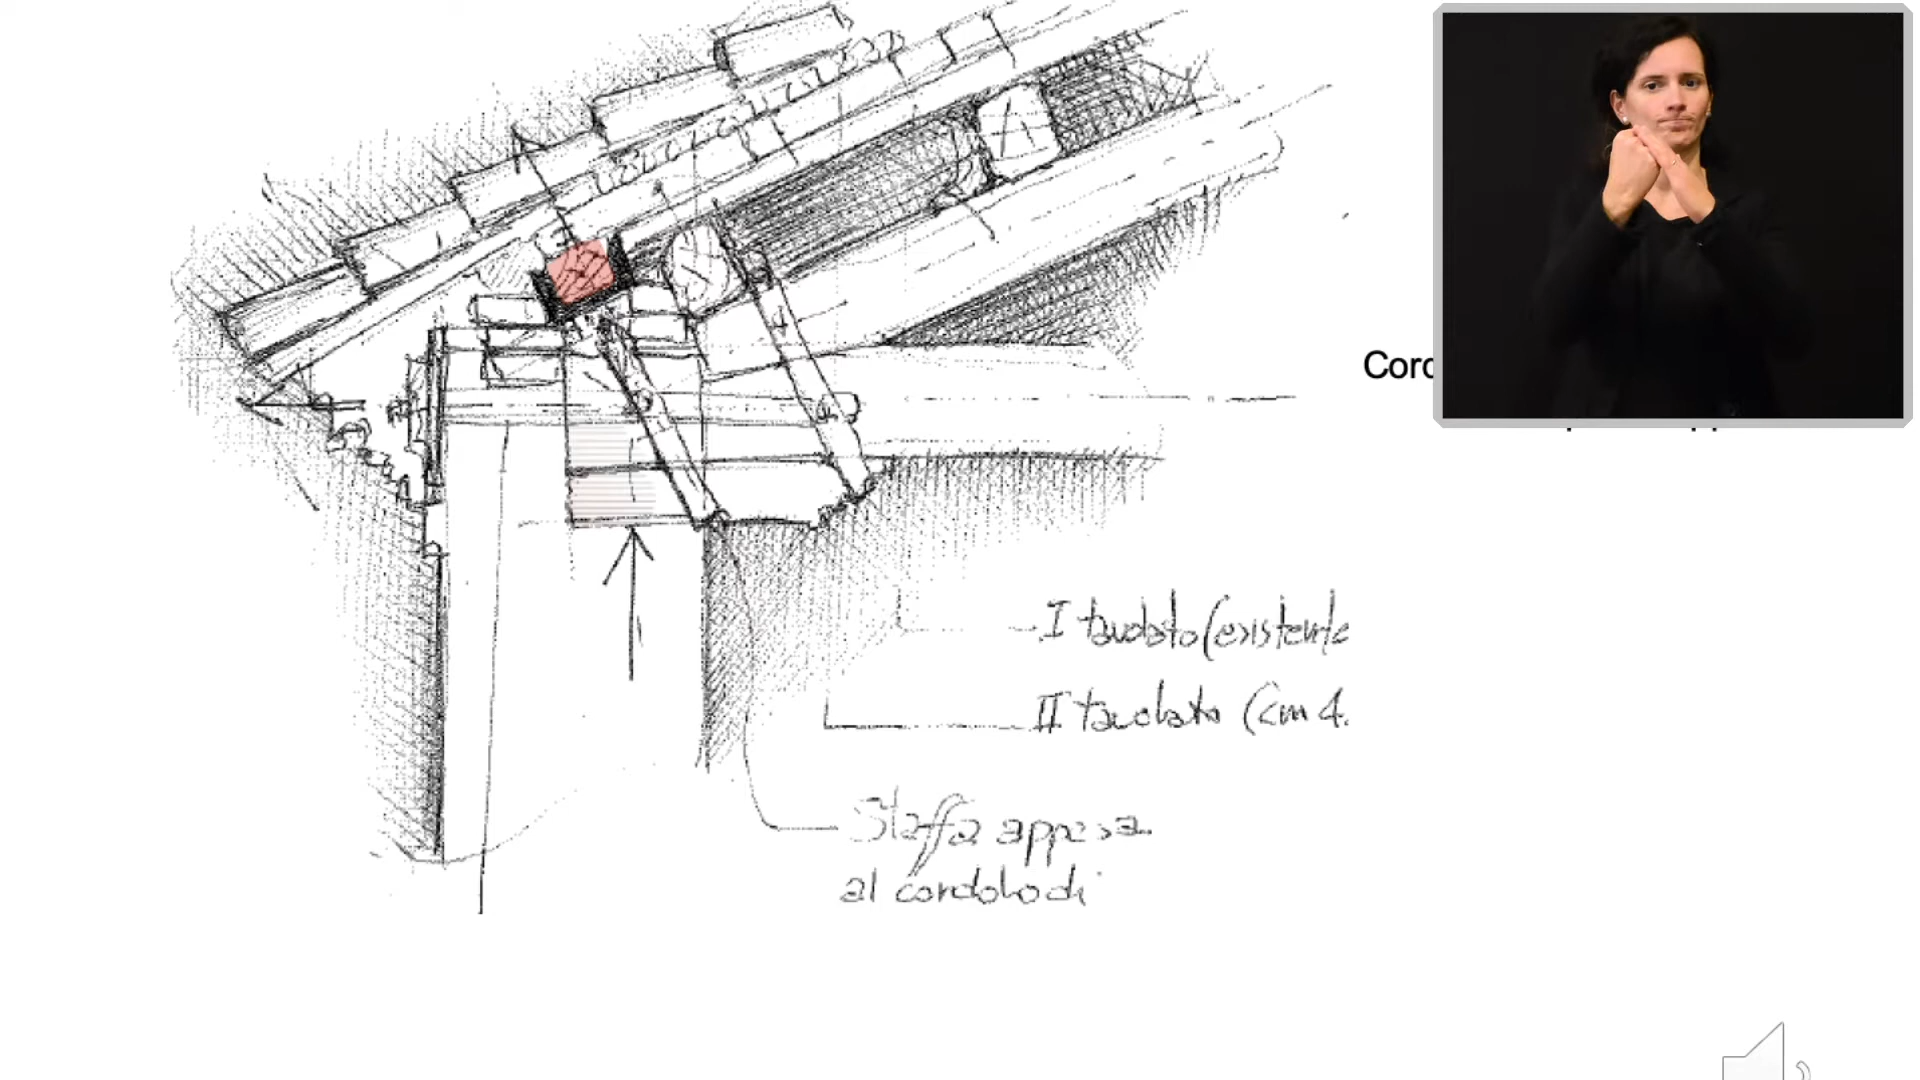 Cord
I tavolato (esistente
II tavolato (cm 4.
Staffa appesa
al cordolo di